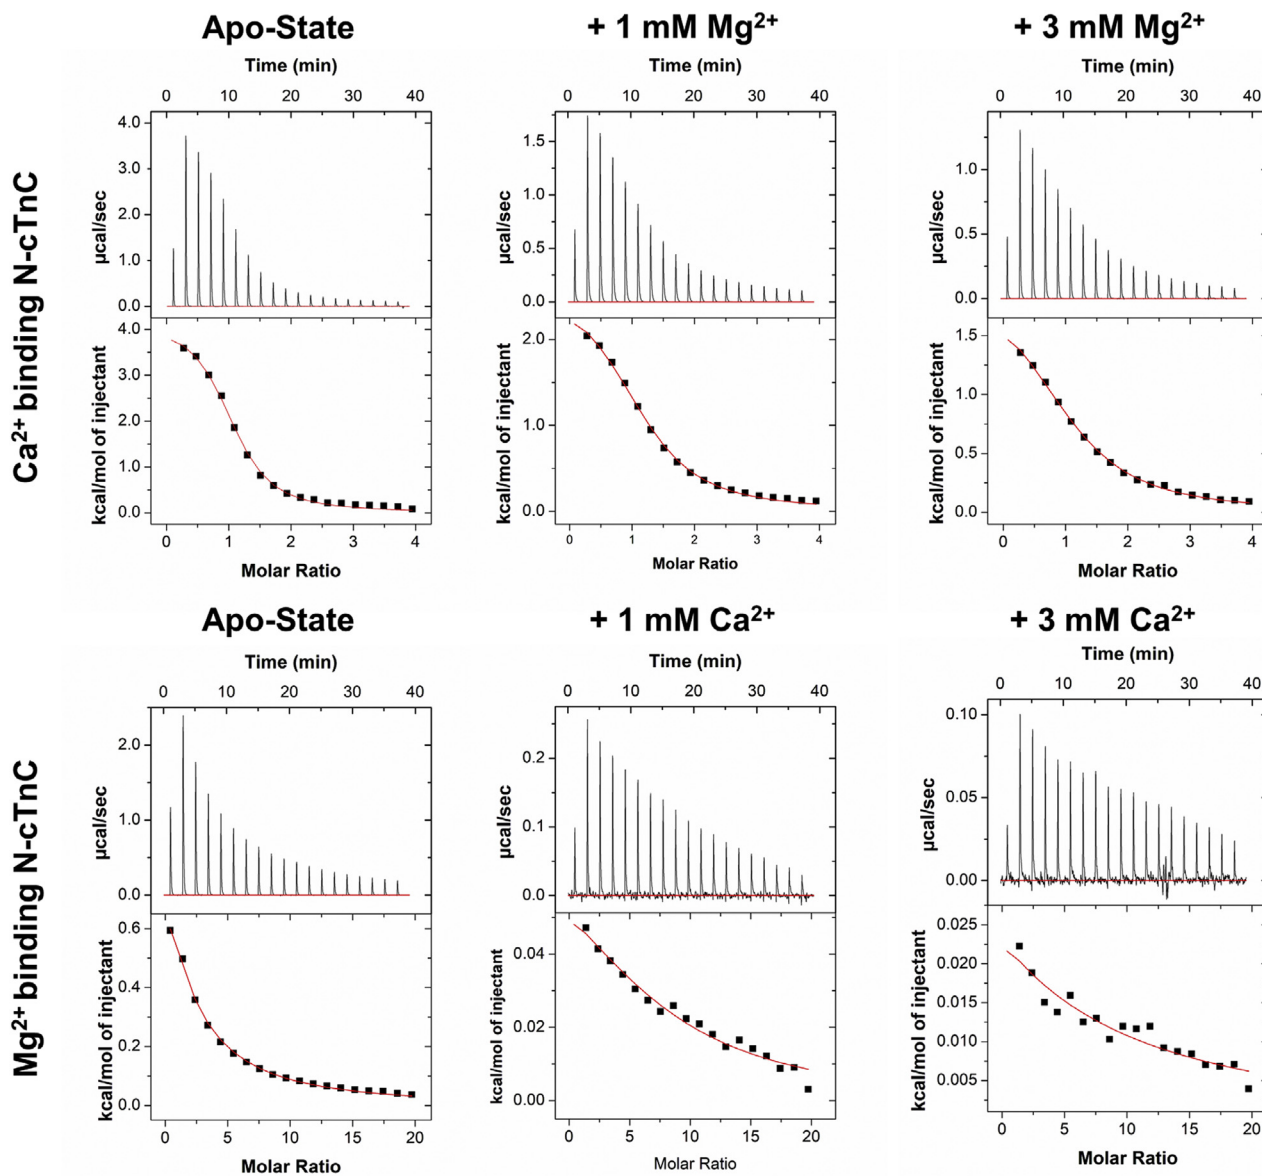 Apo-State
+ 1 mM Mg²⁺
+ 3 mM Mg²⁺
Time (min)
Time (min)
Time (min)
0 10 20 30 40
0 10 20 30 40
0 10 20 30 40
Ca²⁺ binding N-cTnC
µcal/sec
4.0
3.0
2.0
1.0
0.0
µcal/sec
1.5
1.0
0.5
0.0
µcal/sec
1.0
0.5
0.0
kcal/mol of injectant
4.0
3.0
2.0
1.0
0.0
kcal/mol of injectant
2.0
1.0
0.0
kcal/mol of injectant
1.5
1.0
0.5
0.0
0 1 2 3 4
0 1 2 3 4
0 1 2 3 4
Molar Ratio
Molar Ratio
Molar Ratio
Apo-State
+ 1 mM Ca²⁺
+ 3 mM Ca²⁺
Time (min)
Time (min)
Time (min)
0 10 20 30 40
0 10 20 30 40
0 10 20 30 40
Mg²⁺ binding N-cTnC
µcal/sec
2.0
1.0
0.0
µcal/sec
0.2
0.1
0.0
µcal/sec
0.10
0.05
0.00
kcal/mol of injectant
0.6
0.4
0.2
0.0
kcal/mol of injectant
0.04
0.02
0.00
kcal/mol of injectant
0.025
0.020
0.015
0.010
0.005
0 5 10 15 20
0 5 10 15 20
0 5 10 15 20
Molar Ratio
Molar Ratio
Molar Ratio